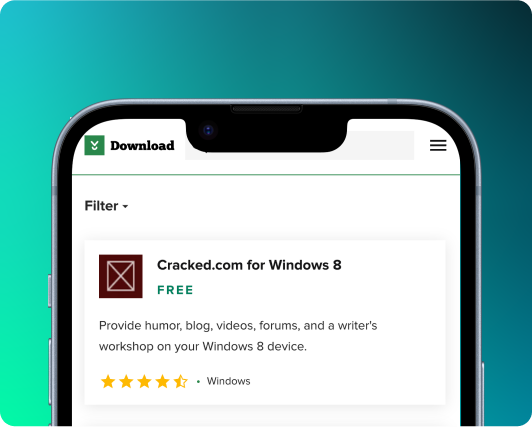 Download
Filter
Cracked.com for Windows 8
FREE
Provide humor, blog, videos, forums, and a writer's
workshop on your Windows 8 device.
• Windows